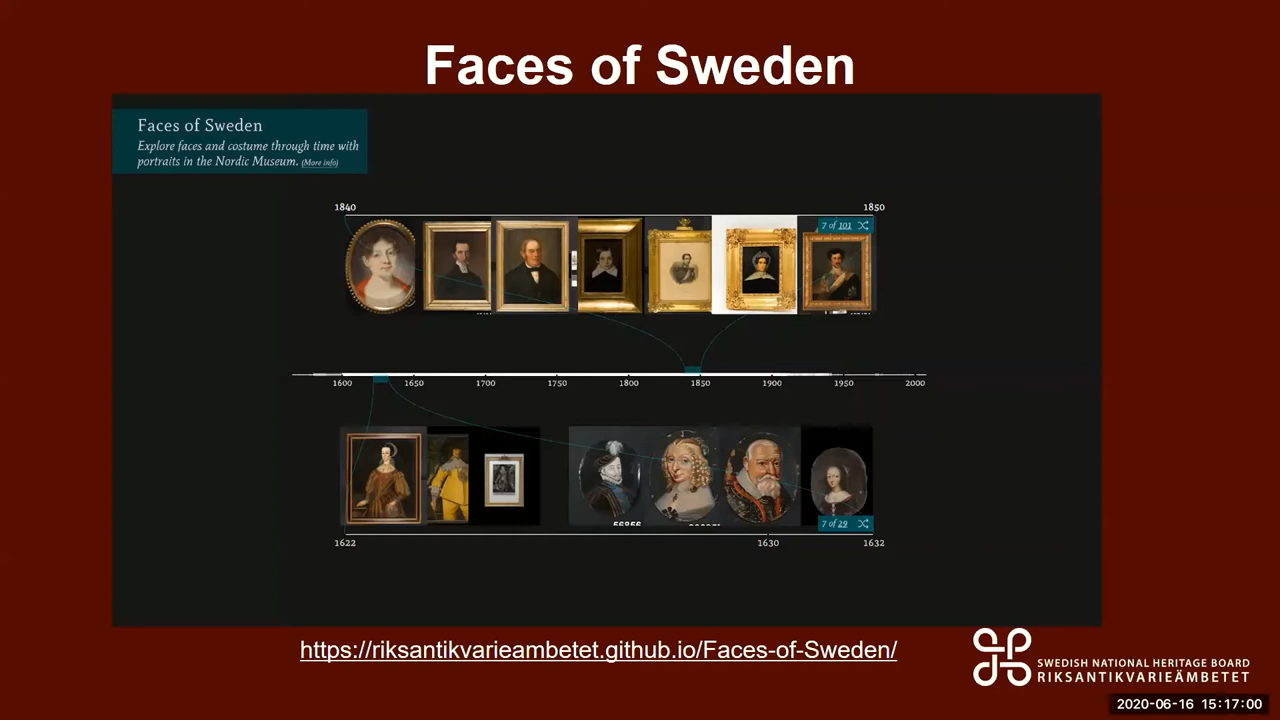 Faces of Sweden
Faces of Sweden
Explore faces and costume through time with
portraits in the Nordic Museum. (More info)
1840 1850
7 of 101
1600 1650 1700 1750 1800 1850 1900 1950 2000
56856
7 of 29
1622 1630 1632
https://riksantikvarieambetet.github.io/Faces-of-Sweden/
SWEDISH NATIONAL HERITAGE BOARD
RIKSANTIKVARIEÄMBETET
2020-06-16 15:17:00